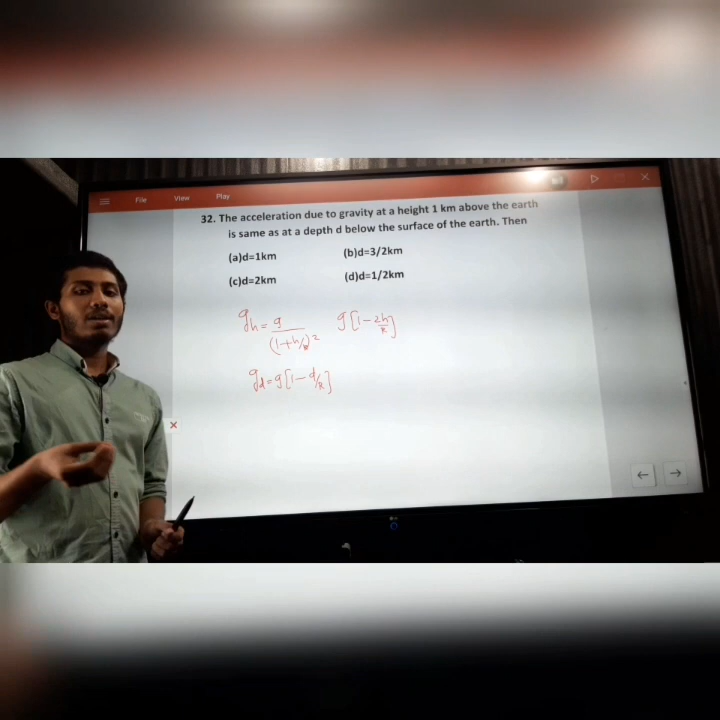 File View Play
32. The acceleration due to gravity at a height 1 km above the earth
is same as at a depth d below the surface of the earth. Then
(a)d=1km (b)d=3/2km
(c)d=2km (d)d=1/2km
gh = g/(1+h/R)² g[1-2h/R]
gd=g[1-d/R]